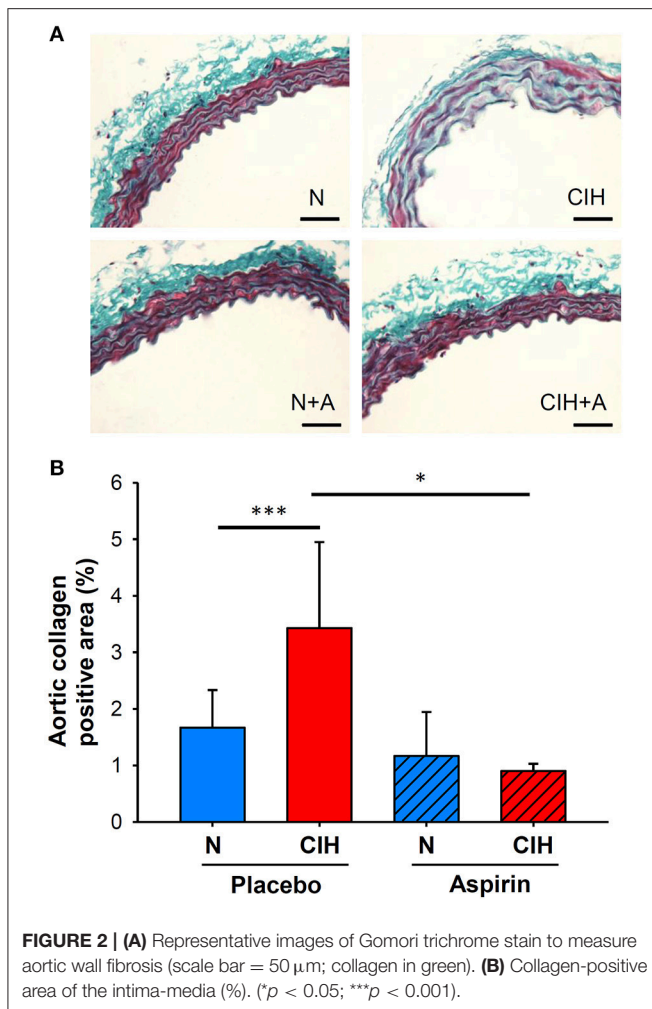 A
N
CIH
N+A
CIH+A
B
Aortic collagen
positive area (%)
6
5
4
3
2
1
0
***
*
N CIH N CIH
Placebo Aspirin
FIGURE 2 | (A) Representative images of Gomori trichrome stain to measure
aortic wall fibrosis (scale bar = 50 μm; collagen in green). (B) Collagen-positive
area of the intima-media (%). (*p < 0.05; ***p < 0.001).